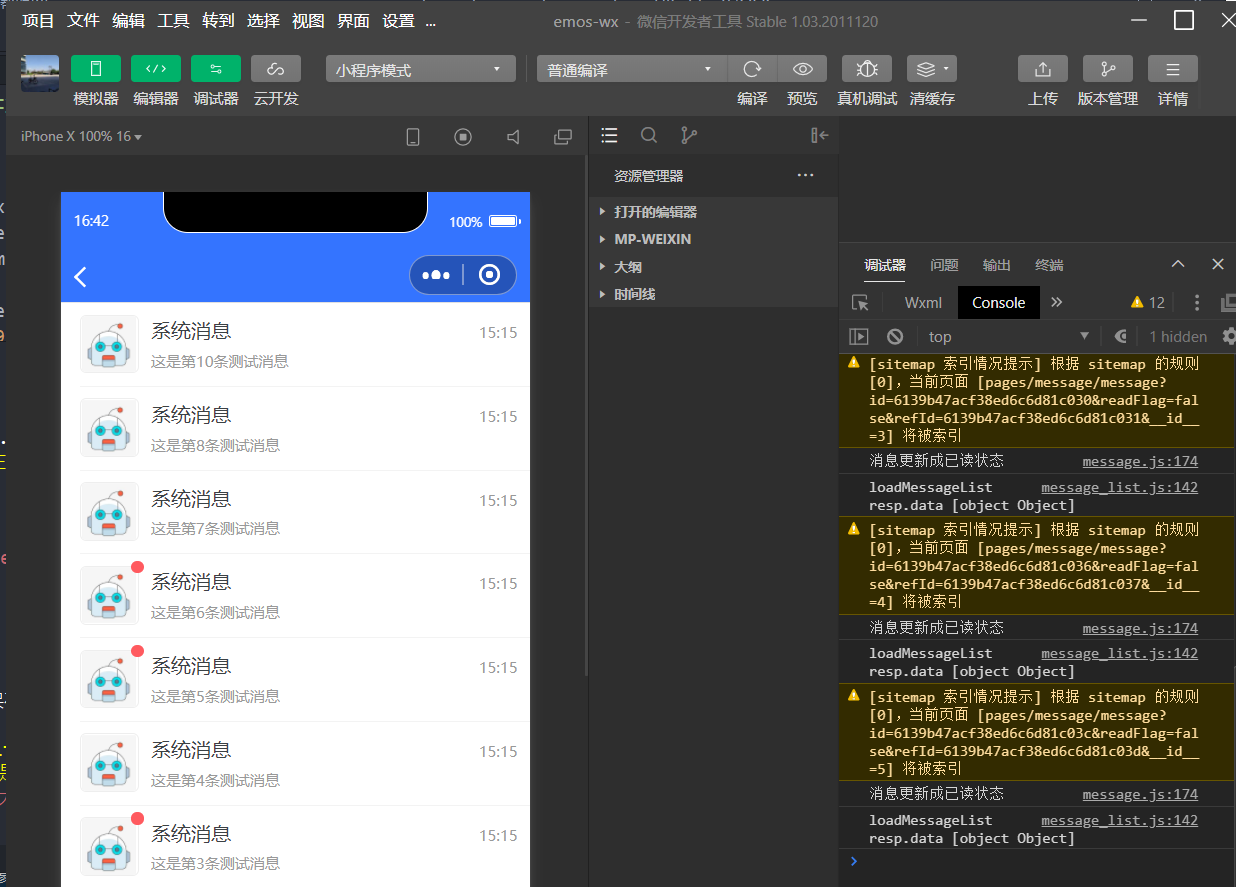 项目 文件 编辑 工具 转到 选择 视图 界面 设置 ... emos-wx - 微信开发者工具 Stable 1.03.2011120
小程序模式 普通编译
模拟器 编辑器 调试器 云开发 编译 预览 真机调试 清缓存 上传 版本管理 详情
iPhone X 100% 16
16:42 100%
系统消息 15:15
这是第10条测试消息
系统消息 15:15
这是第8条测试消息
系统消息 15:15
这是第7条测试消息
系统消息 15:15
这是第6条测试消息
系统消息 15:15
这是第5条测试消息
系统消息 15:15
这是第4条测试消息
系统消息 15:15
这是第3条测试消息
资源管理器 ...
打开的编辑器
MP-WEIXIN
大纲
时间线
调试器 问题 输出 终端
Wxml Console 12
top 1 hidden
[sitemap 索引情况提示] 根据 sitemap 的规则
[0]，当前页面 [pages/message/message?
id=6139b47acf38ed6c6d81c030&readFlag=fal
se&refId=6139b47acf38ed6c6d81c031&__id__
=3] 将被索引
消息更新成已读状态 message.js:174
loadMessageList message_list.js:142
resp.data [object Object]
[sitemap 索引情况提示] 根据 sitemap 的规则
[0]，当前页面 [pages/message/message?
id=6139b47acf38ed6c6d81c036&readFlag=fal
se&refId=6139b47acf38ed6c6d81c037&__id__
=4] 将被索引
消息更新成已读状态 message.js:174
loadMessageList message_list.js:142
resp.data [object Object]
[sitemap 索引情况提示] 根据 sitemap 的规则
[0]，当前页面 [pages/message/message?
id=6139b47acf38ed6c6d81c03c&readFlag=fal
se&refId=6139b47acf38ed6c6d81c03d&__id__
=5] 将被索引
消息更新成已读状态 message.js:174
loadMessageList message_list.js:142
resp.data [object Object]